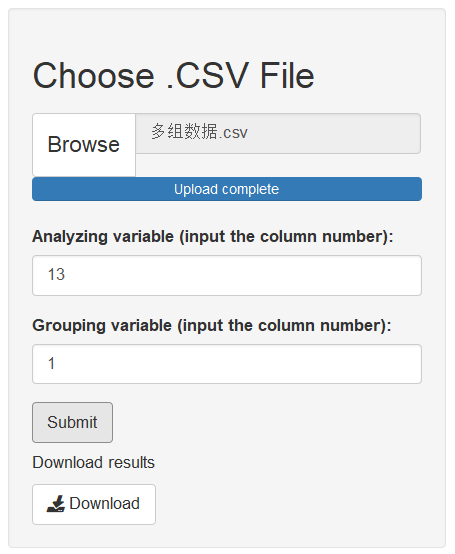 Choose .CSV File
Browse 多组数据.csv
Upload complete
Analyzing variable (input the column number):
13
Grouping variable (input the column number):
1
Submit
Download results
Download